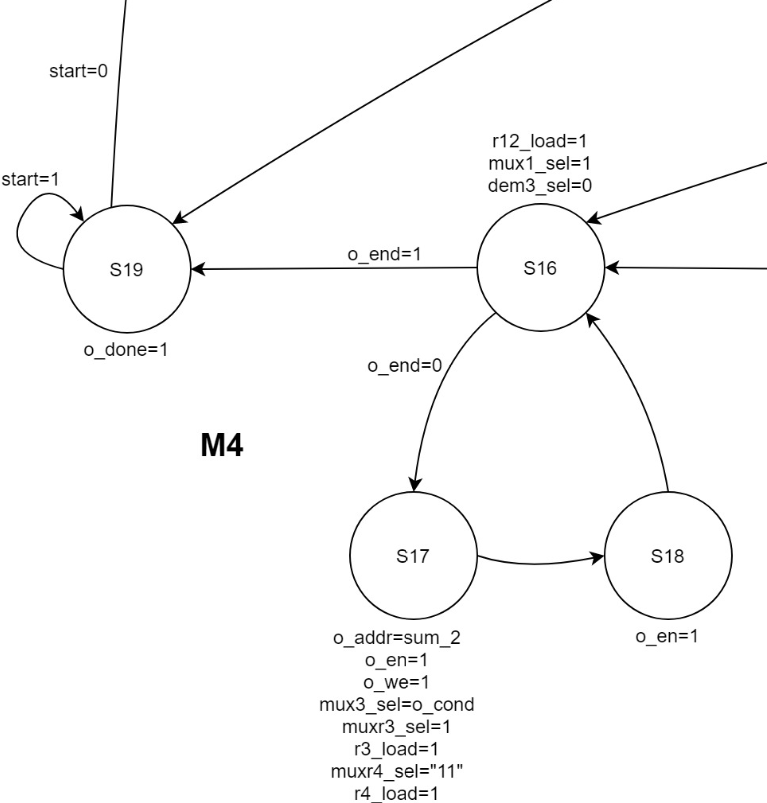 start=0
r12_load=1
mux1_sel=1
dem3_sel=0
start=1
o_end=1
S19
S16
o_done=1
o_end=0
M4
S17
S18
o_addr=sum_2
o_en=1
o_we=1
mux3_sel=o_cond
muxr3_sel=1
r3_load=1
muxr4_sel="11"
r4_load=1
o_en=1